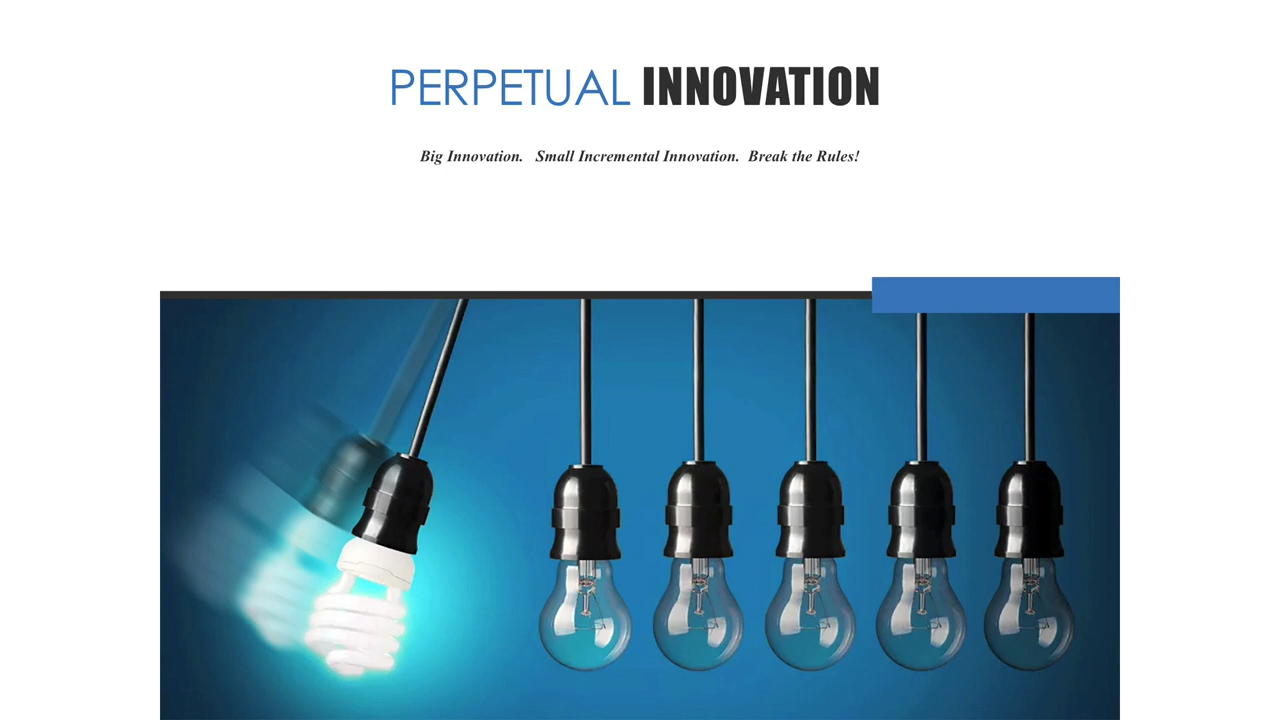 PERPETUAL INNOVATION
Big Innovation. Small Incremental Innovation. Break the Rules!